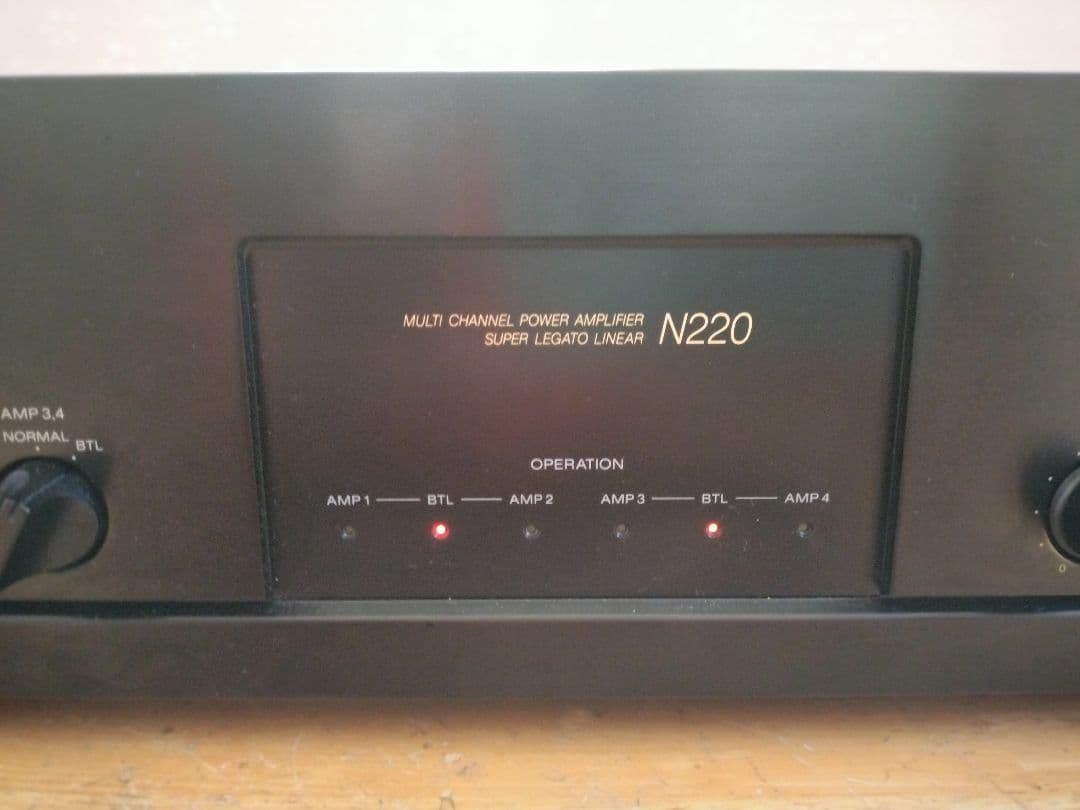 MULTI CHANNEL POWER AMPLIFIER
SUPER LEGATO LINEAR N220
AMP 3,4
NORMAL BTL
OPERATION
AMP 1 BTL AMP 2 AMP 3 BTL AMP 4
0